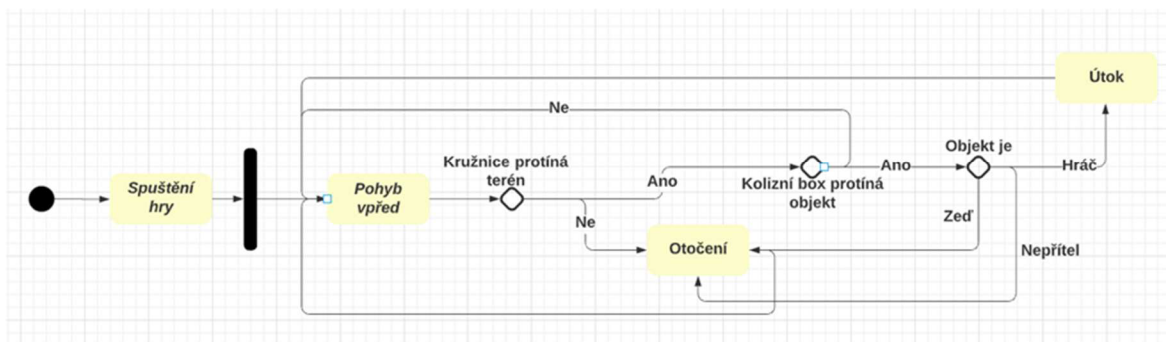 Útok
Ne
Objekt je
Kružnice protíná
terén
Ano
Hráč
Spuštění
hry
Pohyb
vpřed
Ano
Kolizní box protíná
objekt
Ne
Zeď
Otočení
Nepřítel